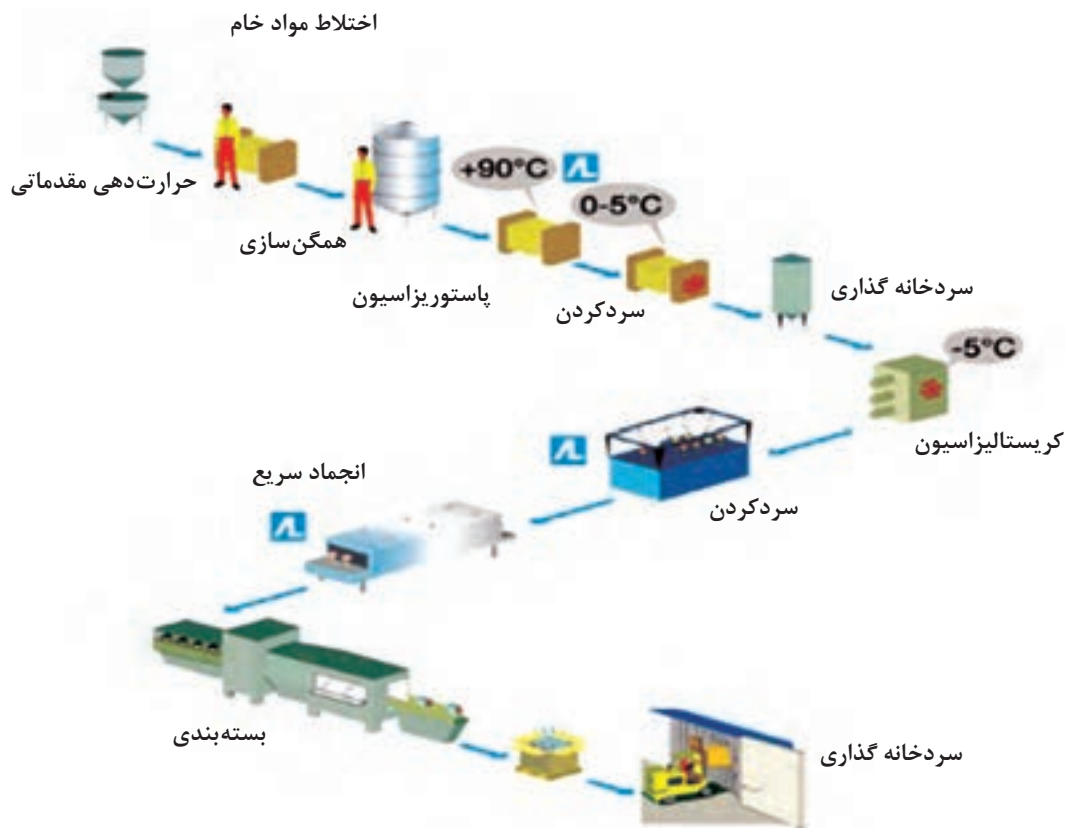 اختلاط مواد خام
حرارت‌دهی مقدماتی
همگن‌سازی
+90°C
پاستوریزاسیون
0-5°C
سردکردن
سردخانه گذاری
-5°C
کریستالیزاسیون
سردکردن
انجماد سریع
بسته‌بندی
سردخانه گذاری